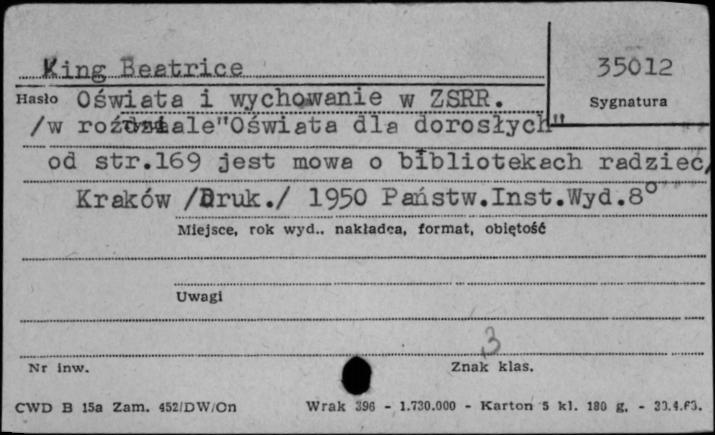 King Beatrice
35012
Hasło Oświata i wychowanie w ZSRR.
Sygnatura
/w rozdziale "Oświata dla dorosłych"
od str.169 jest mowa o bibliotekach radziec/
Kraków /Druk./ 1950 Państw.Inst.Wyd.8°
Miejsce, rok wyd.. nakładca, format, objętość
Uwagi
3
Nr inw.
Znak klas.
CWD B 15a Zam. 452/DW/On
Wrak 396 - 1.730.000 - Karton 5 kl. 180 g. -